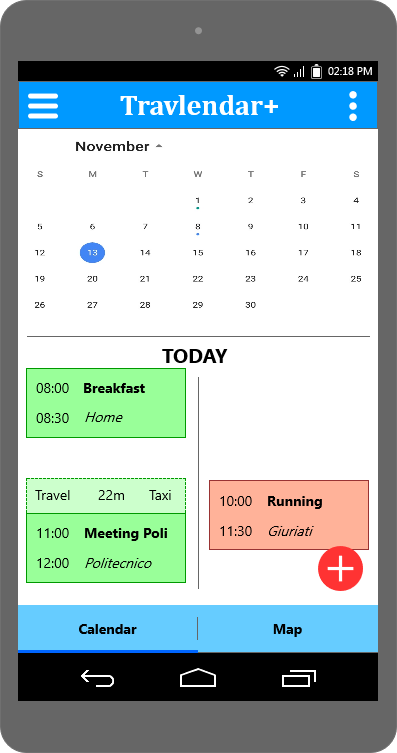 02:18 PM
Travlendar+
November
S M T W T F S
1 2 3 4
5 6 7 8 9 10 11
12 13 14 15 16 17 18
19 20 21 22 23 24 25
26 27 28 29 30
TODAY
08:00 Breakfast
08:30 Home
Travel 22m Taxi
11:00 Meeting Poli
12:00 Politecnico
10:00 Running
11:30 Giuriati
Calendar Map